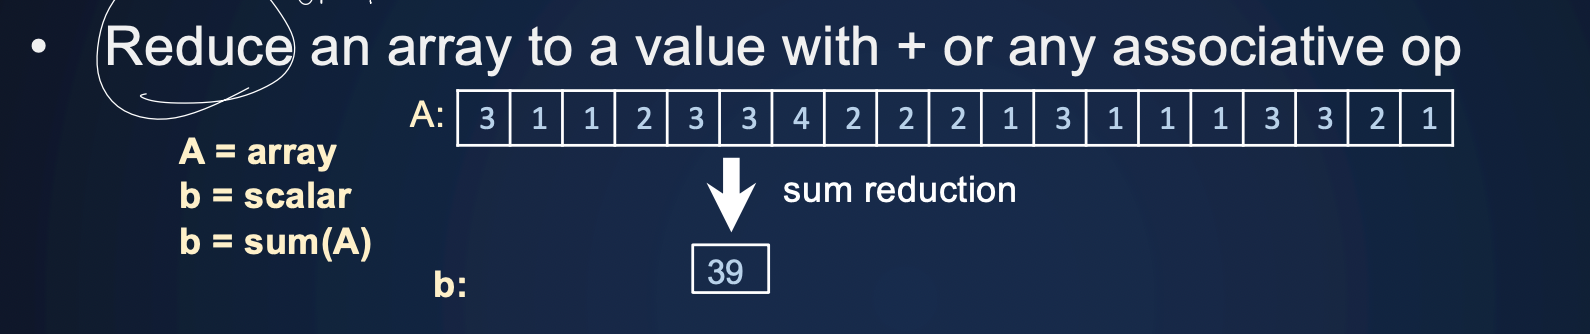 • Reduce an array to a value with + or any associative op
A: 3 1 1 2 3 3 4 2 2 2 1 3 1 1 1 3 3 2 1
A = array
b = scalar
sum reduction
b = sum(A)
39
b: